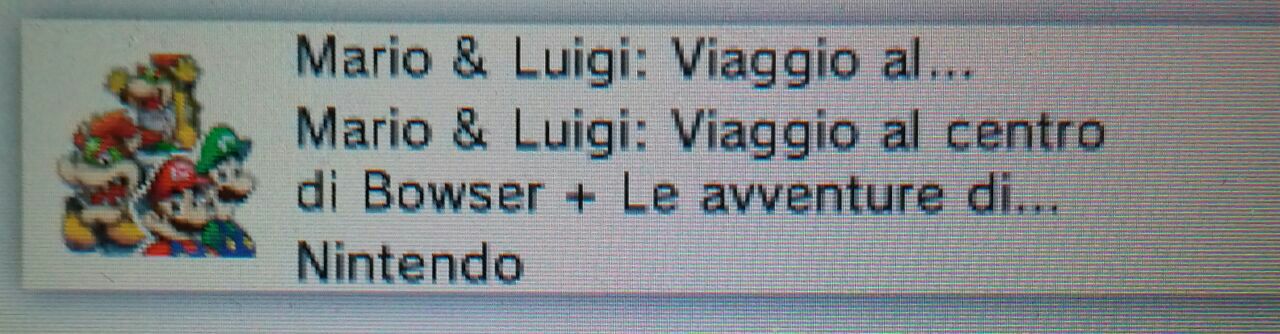 Mario & Luigi: Viaggio al...
Mario & Luigi: Viaggio al centro
di Bowser + Le avventure di...
Nintendo